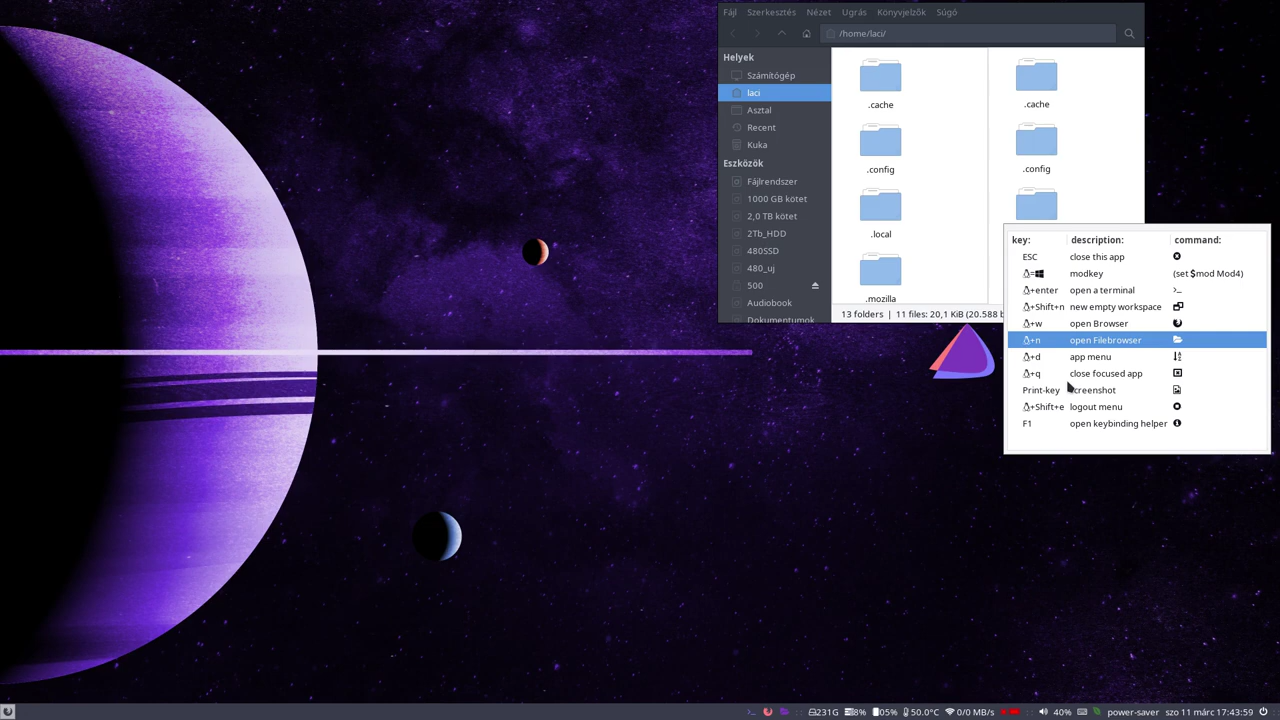 Fájl Szerkesztés Nézet Ugrás Könyvjelzők Súgó
/home/laci/
Helyek
Számítógép
laci
Asztal
Recent
Kuka
Eszközök
Fájlrendszer
1000 GB kötet
2,0 TB kötet
2Tb_HDD
480SSD
480_uj
500
Audiobook
Dokumentumok
.cache
.cache
.config
.config
.local
.mozilla
13 folders | 11 files: 20,1 KiB (20.588 b
key: description: command:
ESC close this app
= modkey (set $mod Mod4)
+enter open a terminal >_
+Shift+n new empty workspace
+w open Browser
+n open Filebrowser
+d app menu
+q close focused app
Print-key screenshot
+Shift+e logout menu
F1 open keybinding helper
>_ 231G 8% 05% 50.0°C 0/0 MB/s 40% power-saver szo 11 márc 17:43:59